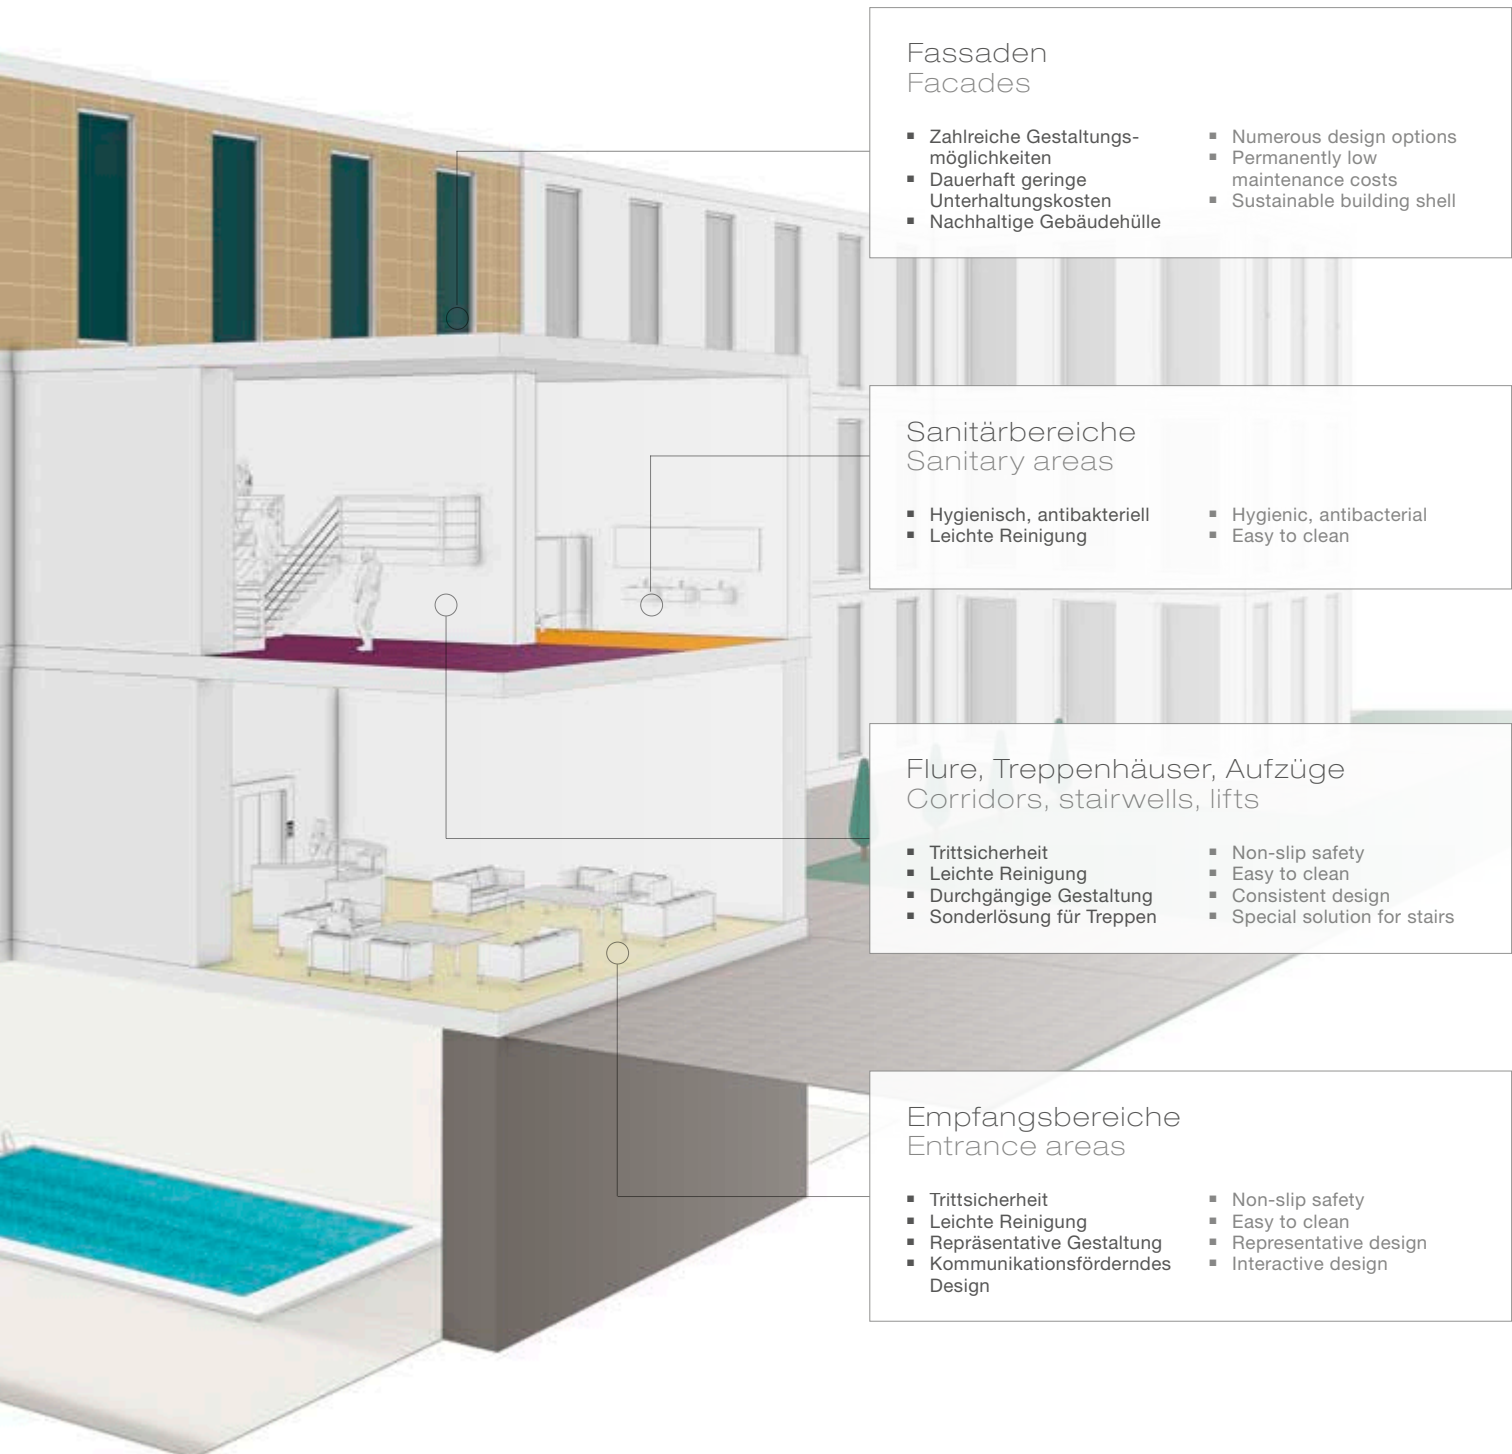 Fassaden
Facades
Zahlreiche Gestaltungs-
möglichkeiten
Dauerhaft geringe
Unterhaltungskosten
Nachhaltige Gebäudehülle
Numerous design options
Permanently low
maintenance costs
Sustainable building shell
Sanitärbereiche
Sanitary areas
Hygienisch, antibakteriell
Leichte Reinigung
Hygienic, antibacterial
Easy to clean
Flure, Treppenhäuser, Aufzüge
Corridors, stairwells, lifts
Trittsicherheit
Leichte Reinigung
Durchgängige Gestaltung
Sonderlösung für Treppen
Non-slip safety
Easy to clean
Consistent design
Special solution for stairs
Empfangsbereiche
Entrance areas
Trittsicherheit
Leichte Reinigung
Repräsentative Gestaltung
Kommunikationsförderndes
Design
Non-slip safety
Easy to clean
Representative design
Interactive design